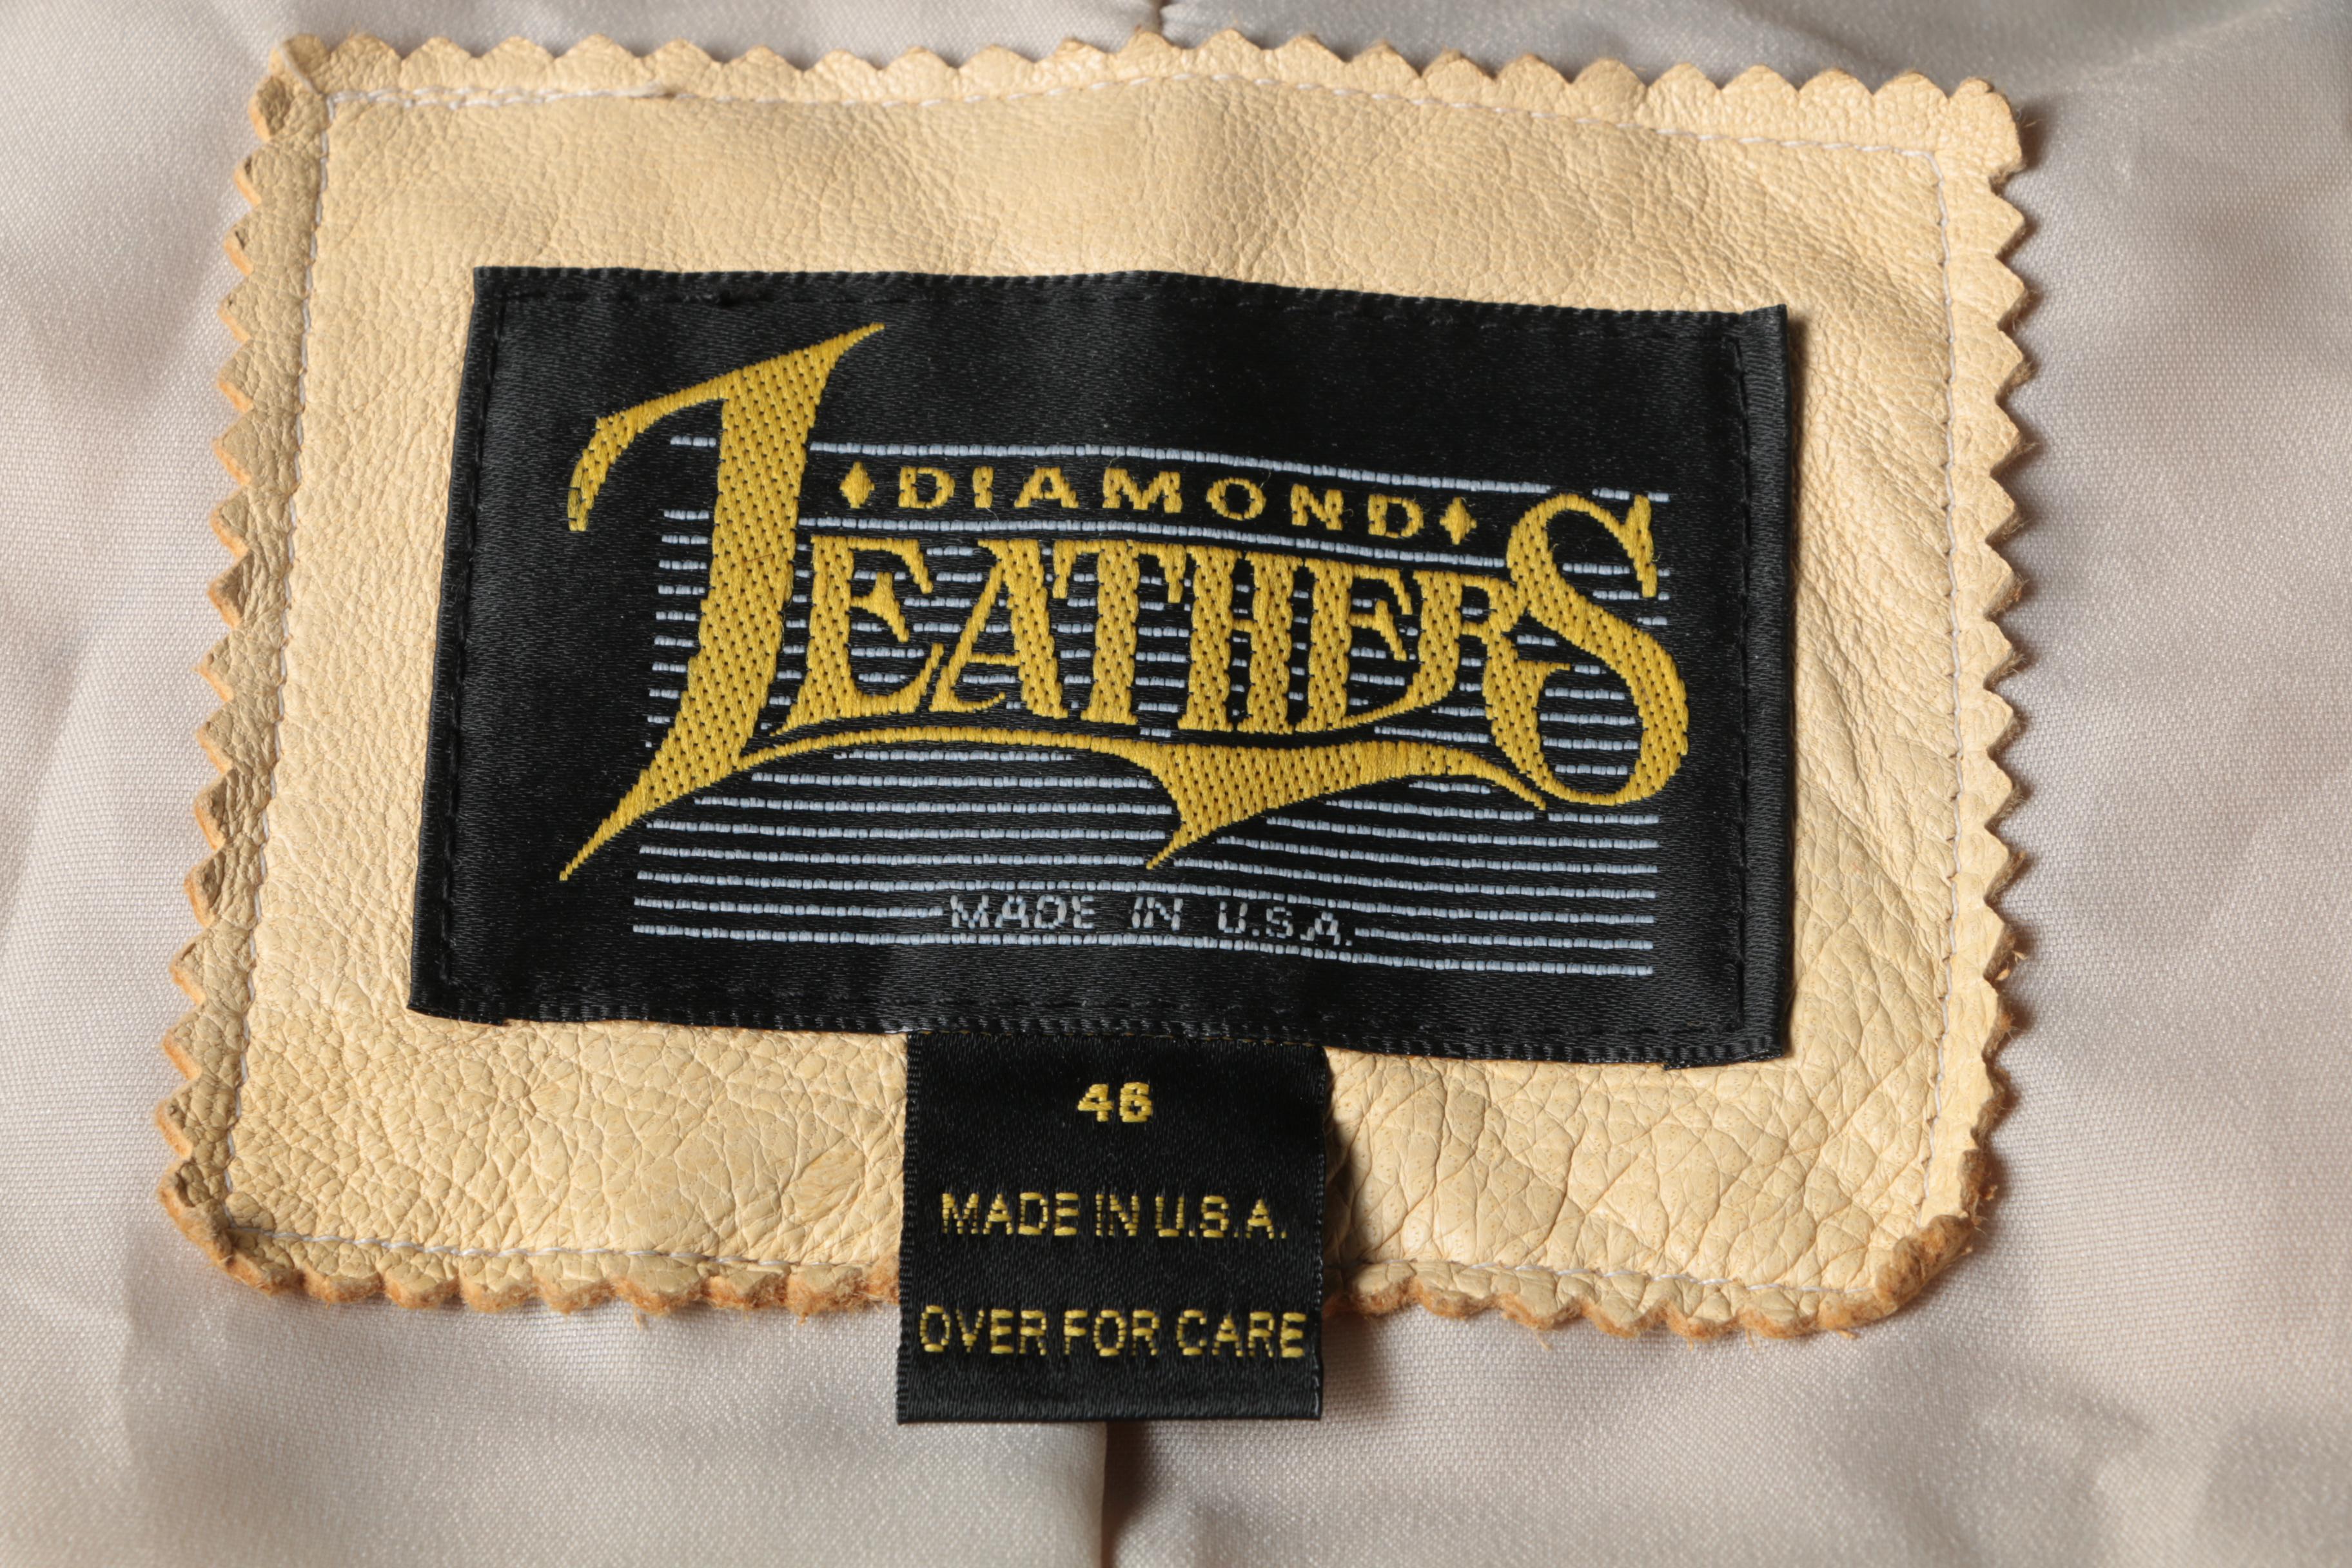 DIAMOND
LEATHERS
MADE IN U.S.A.
46
MADE IN U.S.A.
OVER FOR CARE